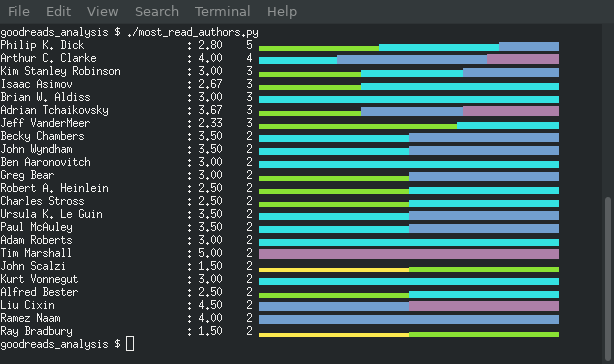 File Edit View Search Terminal Help
goodreads_analysis $ ./most_read_authors.py
Philip K. Dick : 2.80 5
Arthur C. Clarke : 4.00 4
Kim Stanley Robinson : 3.00 3
Isaac Asimov : 2.67 3
Brian W. Aldiss : 3.00 3
Adrian Tchaikovsky : 3.67 3
Jeff VanderMeer : 2.33 3
Becky Chambers : 3.50 2
John Wyndham : 3.50 2
Ben Aaronovitch : 3.00 2
Greg Bear : 3.00 2
Robert A. Heinlein : 2.50 2
Charles Stross : 2.50 2
Ursula K. Le Guin : 3.50 2
Paul McAuley : 3.50 2
Adam Roberts : 3.00 2
Tim Marshall : 5.00 2
John Scalzi : 1.50 2
Kurt Vonnegut : 3.00 2
Alfred Bester : 2.50 2
Liu Cixin : 4.50 2
Ramez Naam : 4.00 2
Ray Bradbury : 1.50 2
goodreads_analysis $